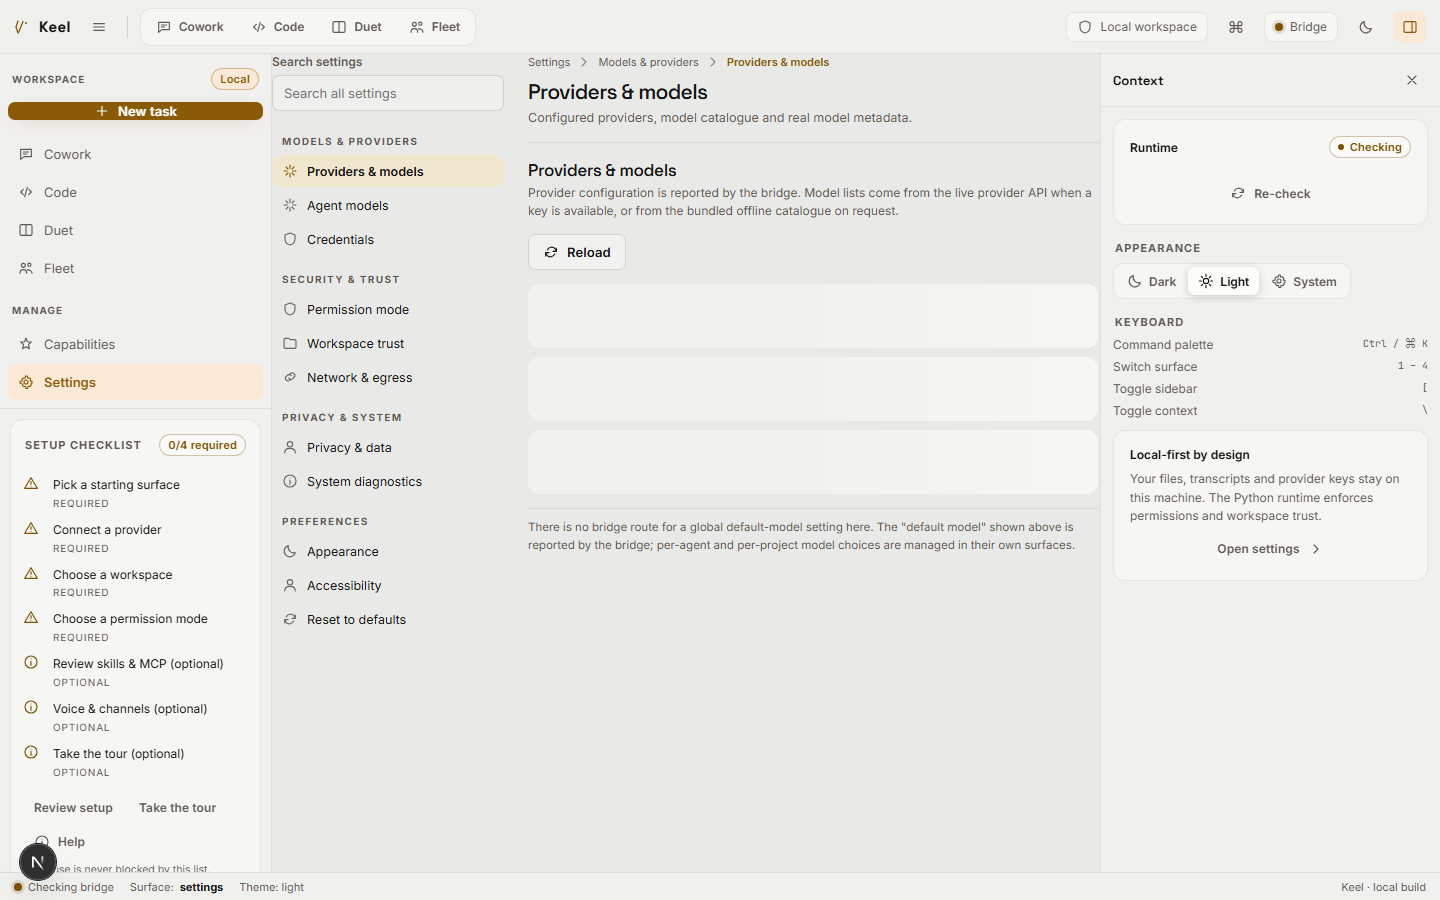 Keel
Cowork
Code
Duet
Fleet
Local workspace
Bridge
WORKSPACE
Local
+ New task
Cowork
Code
Duet
Fleet
MANAGE
Capabilities
Settings
SETUP CHECKLIST
0/4 required
Pick a starting surface
REQUIRED
Connect a provider
REQUIRED
Choose a workspace
REQUIRED
Choose a permission mode
REQUIRED
Review skills & MCP (optional)
OPTIONAL
Voice & channels (optional)
OPTIONAL
Take the tour (optional)
OPTIONAL
Review setup
Take the tour
Help
use is never blocked by this list.
N
Search settings
Search all settings
MODELS & PROVIDERS
Providers & models
Agent models
Credentials
SECURITY & TRUST
Permission mode
Workspace trust
Network & egress
PRIVACY & SYSTEM
Privacy & data
System diagnostics
PREFERENCES
Appearance
Accessibility
Reset to defaults
Settings > Models & providers > Providers & models
Providers & models
Configured providers, model catalogue and real model metadata.
Providers & models
Provider configuration is reported by the bridge. Model lists come from the live provider API when a
key is available, or from the bundled offline catalogue on request.
Reload
There is no bridge route for a global default-model setting here. The "default model" shown above is
reported by the bridge; per-agent and per-project model choices are managed in their own surfaces.
Context
Runtime
Checking
Re-check
APPEARANCE
Dark
Light
System
KEYBOARD
Command palette
Ctrl / ⌘ K
Switch surface
1 – 4
Toggle sidebar
[
Toggle context
\
Local-first by design
Your files, transcripts and provider keys stay on
this machine. The Python runtime enforces
permissions and workspace trust.
Open settings
Checking bridge
Surface: settings
Theme: light
Keel · local build